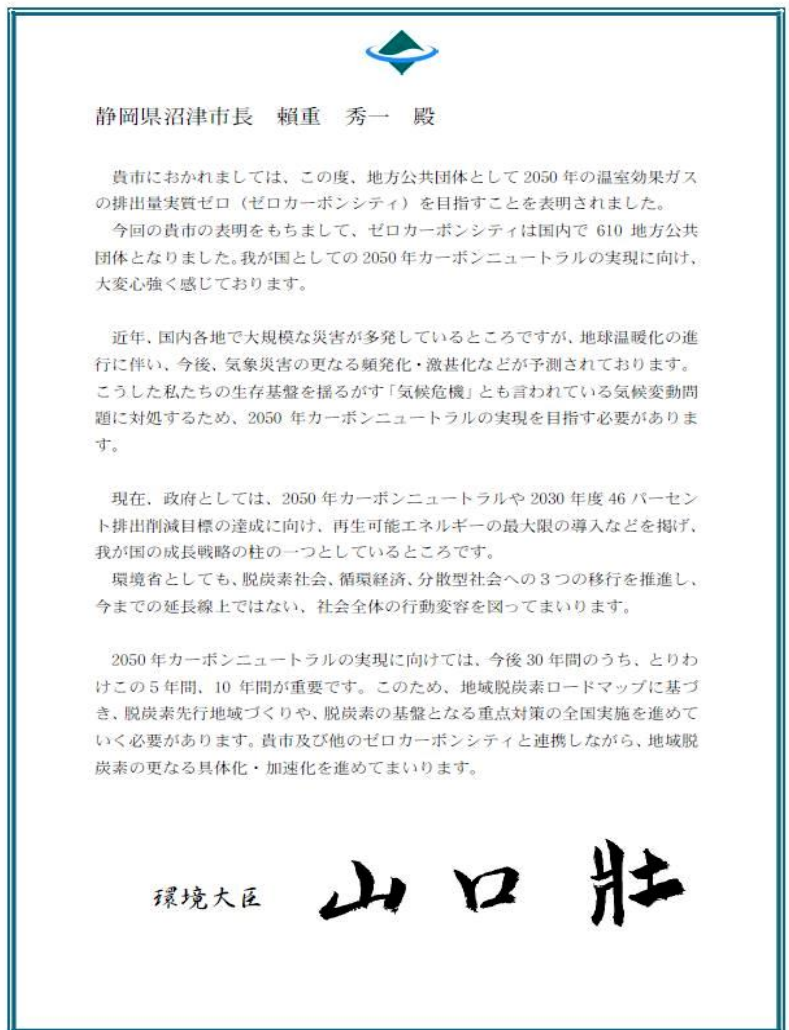 静岡県沼津市長　頼重　秀一　殿
貴市におかれましては、この度、地方公共団体として 2050 年の温室効果ガス
の排出量実質ゼロ（ゼロカーボンシティ）を目指すことを表明されました。
今回の貴市の表明をもちまして、ゼロカーボンシティは国内で 610 地方公共
団体となりました。我が国としての 2050 年カーボンニュートラルの実現に向け、
大変心強く感じております。
近年、国内各地で大規模な災害が多発しているところですが、地球温暖化の進
行に伴い、今後、気象災害の更なる頻発化・激甚化などが予測されております。
こうした私たちの生存基盤を揺るがす「気候危機」とも言われている気候変動問
題に対処するため、2050 年カーボンニュートラルの実現を目指す必要がありま
す。
現在、政府としては、2050 年カーボンニュートラルや 2030 年度 46 パーセン
ト排出削減目標の達成に向け、再生可能エネルギーの最大限の導入などを掲げ、
我が国の成長戦略の柱の一つとしているところです。
環境省としても、脱炭素社会、循環経済、分散型社会への３つの移行を推進し、
今までの延長線上ではない、社会全体の行動変容を図ってまいります。
2050 年カーボンニュートラルの実現に向けては、今後 30 年間のうち、とりわ
けこの５年間、10 年間が重要です。このため、地域脱炭素ロードマップに基づ
き、脱炭素先行地域づくりや、脱炭素の基盤となる重点対策の全国実施を進めて
いく必要があります。貴市及び他のゼロカーボンシティと連携しながら、地域脱
炭素の更なる具体化・加速化を進めてまいります。
環境大臣　山口　壯